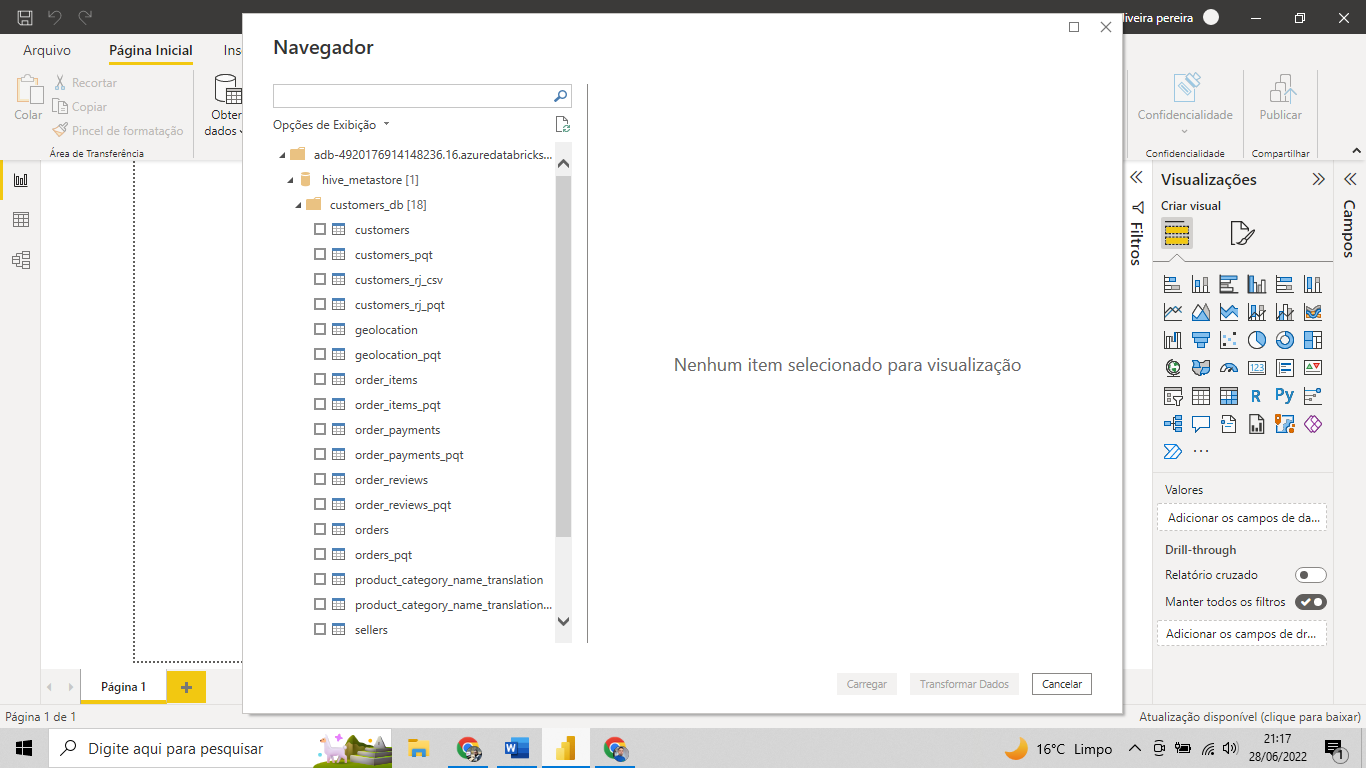 iveira pereira
Navegador
Arquivo
Página Inicial
Ins
Colar
Recortar
Copiar
Pincel de formatação
Área de Transferência
Obter
dados
Confidencialidade
Confidencialidade
Publicar
Compartilhar
Opções de Exibição
adb-4920176914148236.16.azuredatabricks...
hive_metastore [1]
customers_db [18]
customers
customers_pqt
customers_rj_csv
customers_rj_pqt
geolocation
geolocation_pqt
order_items
order_items_pqt
order_payments
order_payments_pqt
order_reviews
order_reviews_pqt
orders
orders_pqt
product_category_name_translation
product_category_name_translation...
sellers
Nenhum item selecionado para visualização
Carregar
Transformar Dados
Cancelar
Filtros
Visualizações
Criar visual
123
R
Py
Valores
Adicionar os campos de da...
Drill-through
Relatório cruzado
Manter todos os filtros
Adicionar os campos de dr...
Campos
Página 1
Página 1 de 1
Atualização disponível (clique para baixar)
Digite aqui para pesquisar
16°C Limpo
21:17
28/06/2022
1